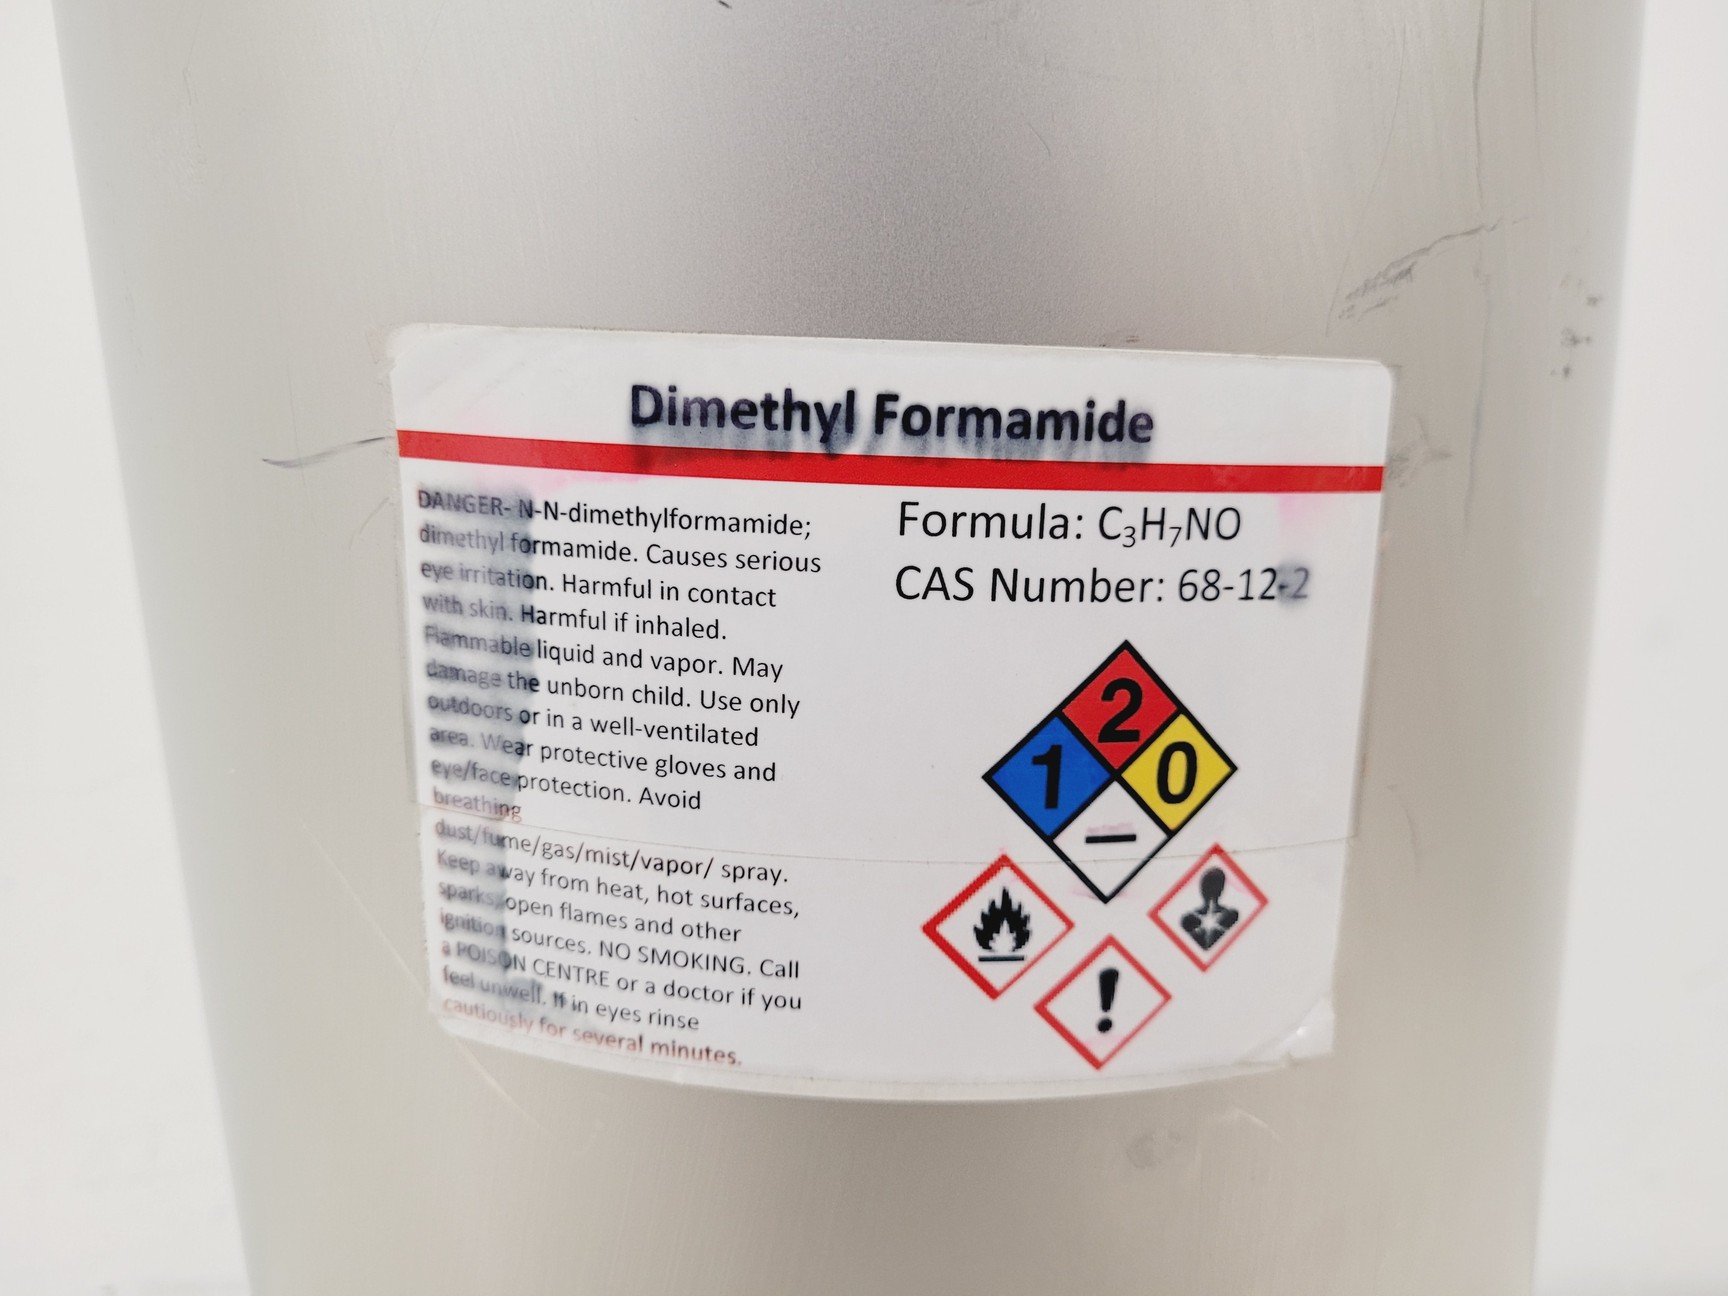 Dimethyl Formamide
DANGER- N-N-dimethylformamide;
dimethyl formamide. Causes serious
eye irritation. Harmful in contact
with skin. Harmful if inhaled.
Flammable liquid and vapor. May
damage the unborn child. Use only
outdoors or in a well-ventilated
area. Wear protective gloves and
eye/face protection. Avoid
breathing
dust/fume/gas/mist/vapor/ spray.
Keep away from heat, hot surfaces,
sparks, open flames and other
ignition sources. NO SMOKING. Call
a POISON CENTRE or a doctor if you
feel unwell. If in eyes rinse
cautiously for several minutes.
Formula: C₃H₇NO
CAS Number: 68-12-2
2
1
0